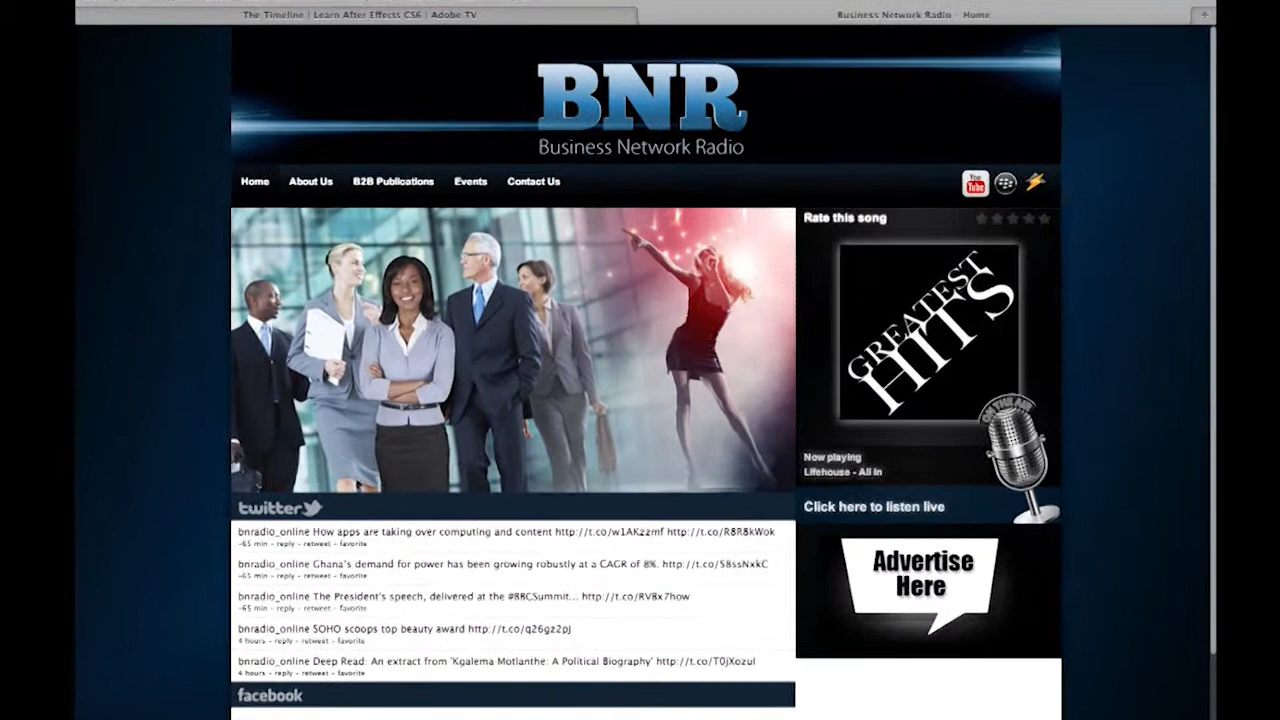 The Timeline | Learn After Effects CS6 | Adobe TV
Business Network Radio - Home
BNR
Business Network Radio
Home
About Us
B2B Publications
Events
Contact Us
You
Tube
Rate this song
GREATEST
HITS
ON THE AIR
Now playing
Lifehouse - All In
Click here to listen live
Advertise
Here
twitter
bnradio_online How apps are taking over computing and content http://t.co/w1AKzzmf http://t.co/R8R8kWok
-65 min - reply - retweet - favorite
bnradio_online Ghana's demand for power has been growing robustly at a CAGR of 8%. http://t.co/S8ssNxkC
-65 min - reply - retweet - favorite
bnradio_online The President's speech, delivered at the #BBCSummit... http://t.co/RVBx7how
-65 min - reply - retweet - favorite
bnradio_online SOHO scoops top beauty award http://t.co/q26gz2pj
4 hours - reply - retweet - favorite
bnradio_online Deep Read: An extract from 'Kgalema Motlanthe: A Political Biography' http://t.co/T0jXozul
4 hours - reply - retweet - favorite
facebook